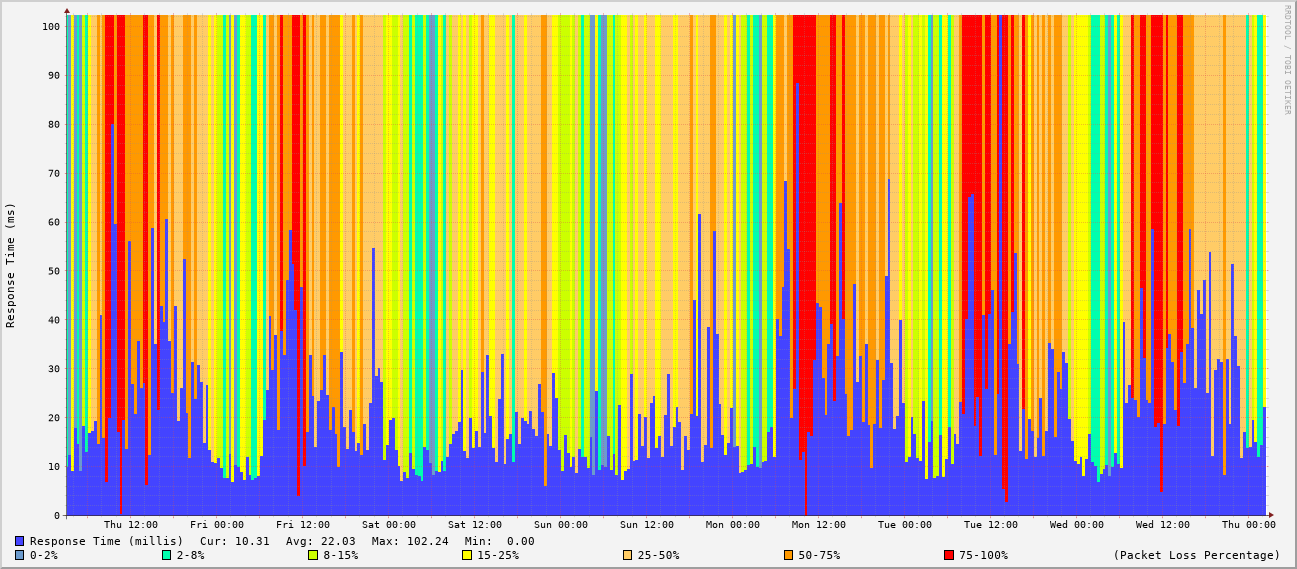 RRDTOOL / TOBI OETIKER
Response Time (ms)
100
90
80
70
60
50
40
30
20
10
0
Thu 12:00 Fri 00:00 Fri 12:00 Sat 00:00 Sat 12:00 Sun 00:00 Sun 12:00 Mon 00:00 Mon 12:00 Tue 00:00 Tue 12:00 Wed 00:00 Wed 12:00 Thu 00:00
Response Time (millis) Cur: 10.31 Avg: 22.03 Max: 102.24 Min: 0.00
0-2% 2-8% 8-15% 15-25% 25-50% 50-75% 75-100% (Packet Loss Percentage)